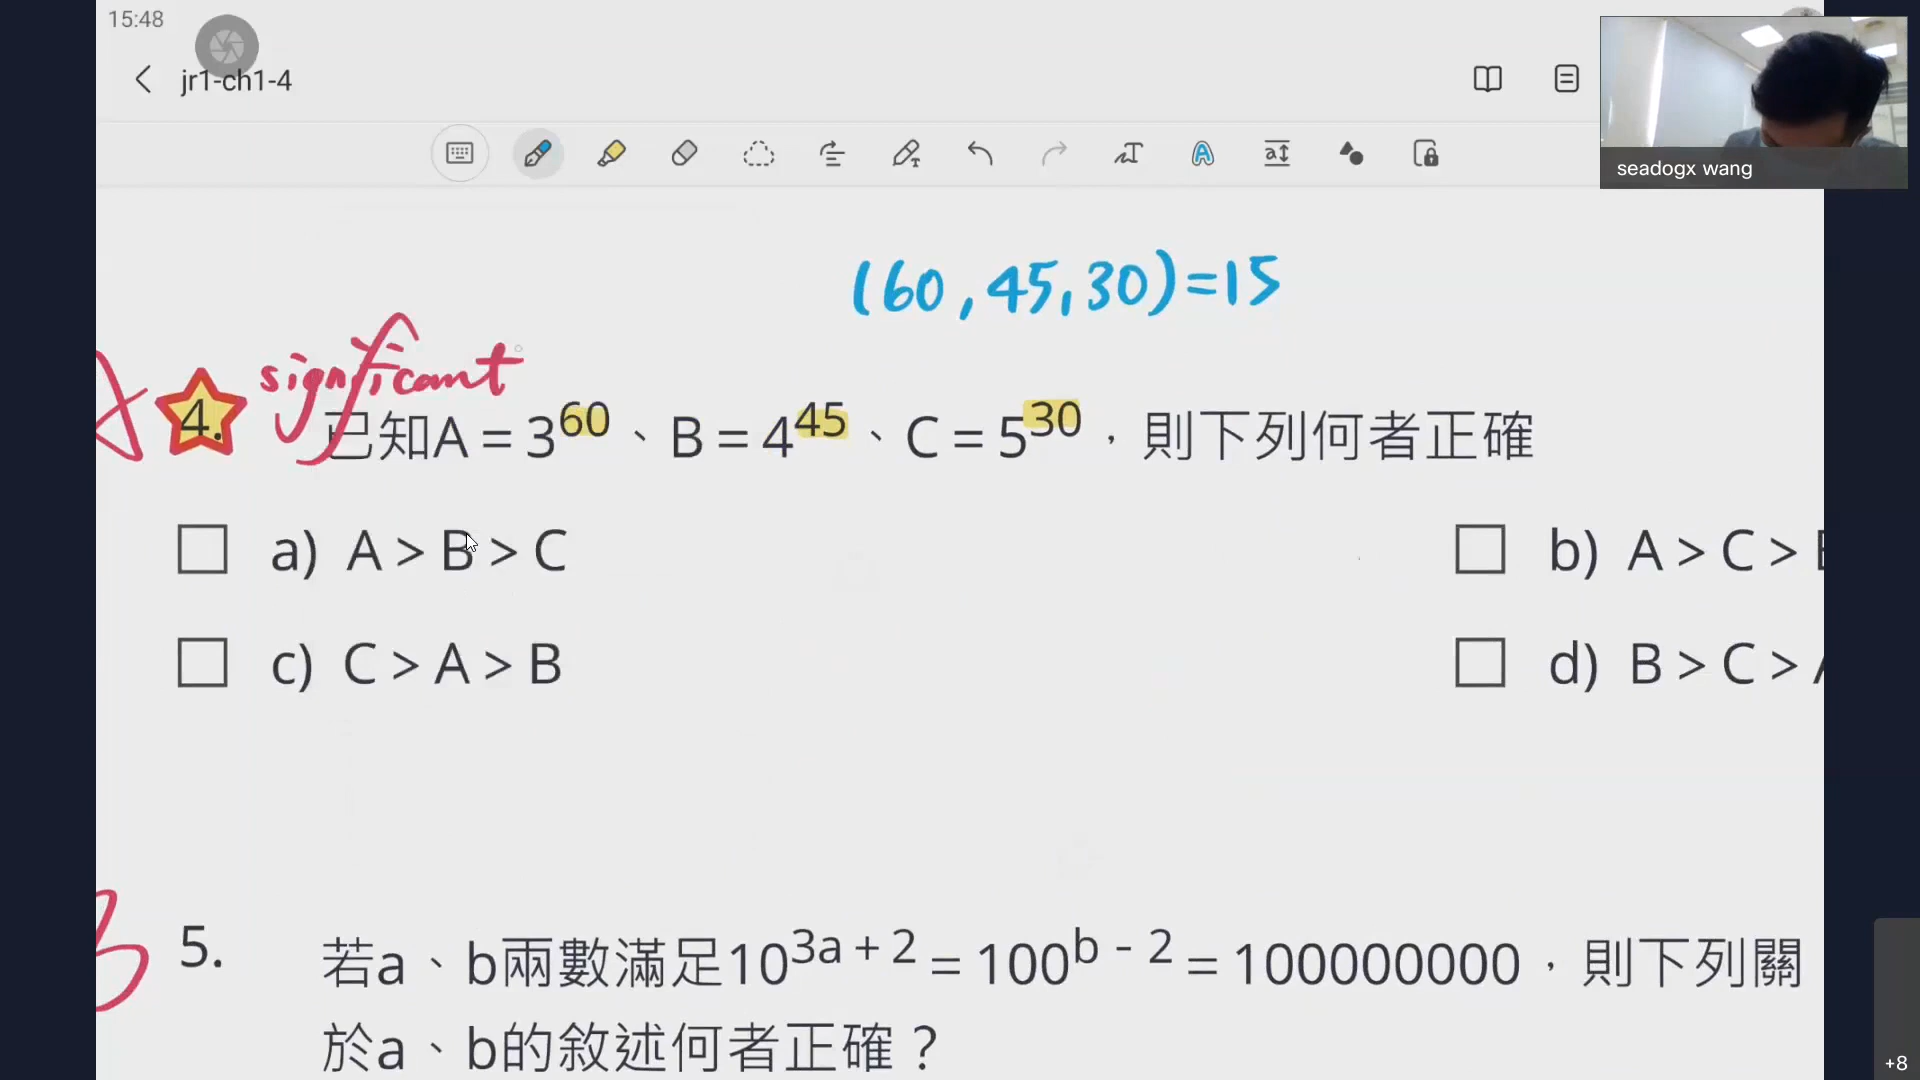 15:48
jr1-ch1-4
seadogx wang
(60,45,30)=15
significant
4. 已知A = 3^60、B = 4^45、C = 5^30，則下列何者正確
a) A > B > C
b) A > C >
c) C > A > B
d) B > C >
5. 若a、b兩數滿足10^{3a + 2} = 100^{b - 2} = 100000000，則下列關
於a、b的敘述何者正確？
+8